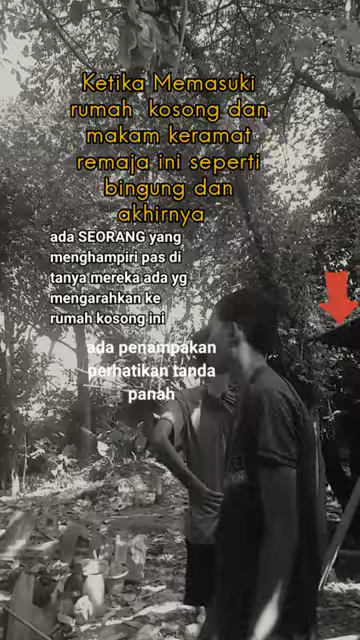 Ketika Memasuki
rumah kosong dan
makam keramat
remaja ini seperti
bingung dan
akhirnya
ada SEORANG yang
menghampiri pas di
tanya mereka ada yg
mengarahkan ke
rumah kosong ini
ada penampakan
perhatikan tanda
panah